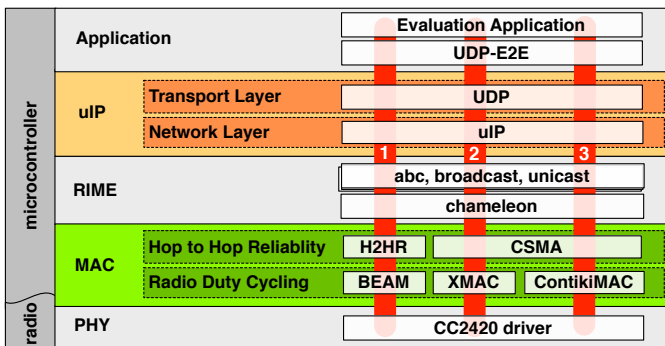 microcontroller
radio
Application
Evaluation Application
UDP-E2E
uIP
Transport Layer
UDP
Network Layer
uIP
1 2 3
RIME
abc, broadcast, unicast
chameleon
MAC
Hop to Hop Reliablity
H2HR
CSMA
Radio Duty Cycling
BEAM
XMAC
ContikiMAC
PHY
CC2420 driver